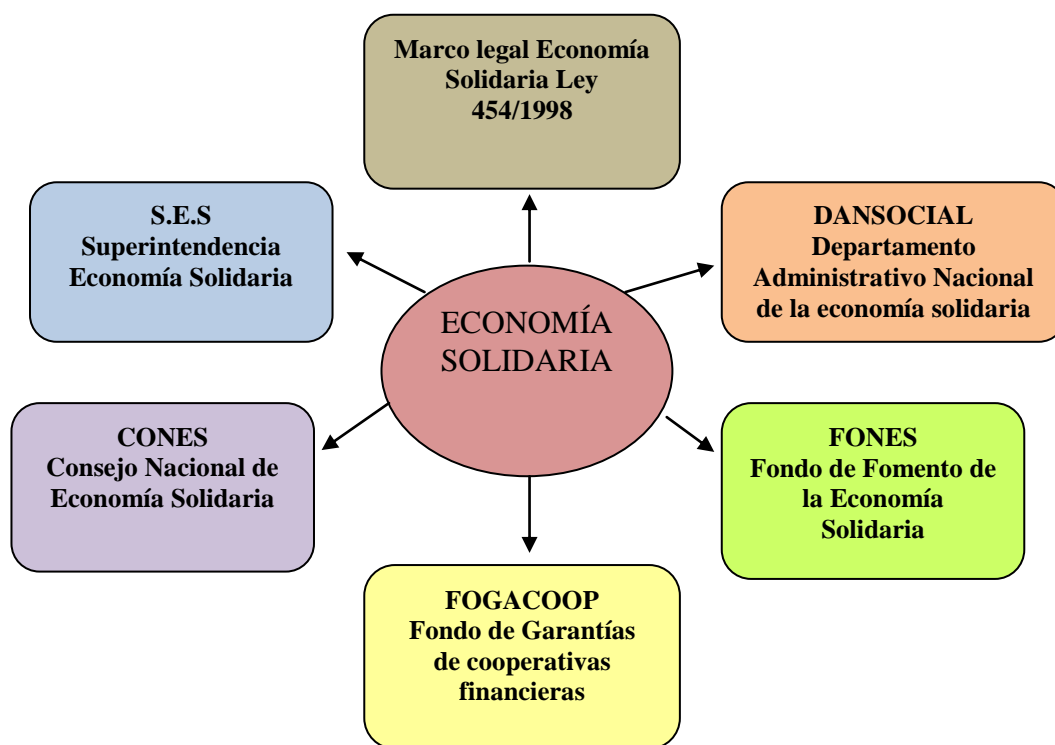 Marco legal Economía
Solidaria Ley
454/1998
S.E.S
Superintendencia
Economía Solidaria
DANSOCIAL
Departamento
Administrativo Nacional
de la economía solidaria
ECONOMÍA
SOLIDARIA
CONES
Consejo Nacional de
Economía Solidaria
FONES
Fondo de Fomento de
la Economía
Solidaria
FOGACOOP
Fondo de Garantías
de cooperativas
financieras